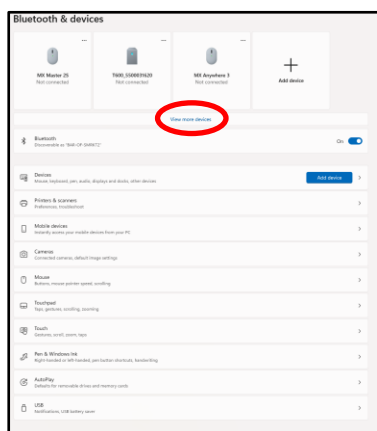 Bluetooth & devices
MX Master 2S
Not connected
T600_5500031620
Not connected
MX Anywhere 3
Not connected
Add device
View more devices
Bluetooth
Discoverable as
On
Devices
Mouse, keyboard, pen, audio, displays and docks, other devices
Add device
Printers & scanners
Preferences, troubleshoot
Mobile devices
Instantly access your mobile devices from your PC
Cameras
Connected cameras, default image settings
Mouse
Buttons, mouse pointer speed, scrolling
Touchpad
Taps, gestures, scrolling, zooming
Touch
Gestures, scroll, zoom, taps
Pen & Windows Ink
Right-handed or left-handed, pen button shortcuts, handwriting
AutoPlay
Defaults for removable drives and memory cards
USB
Notifications, USB battery saver